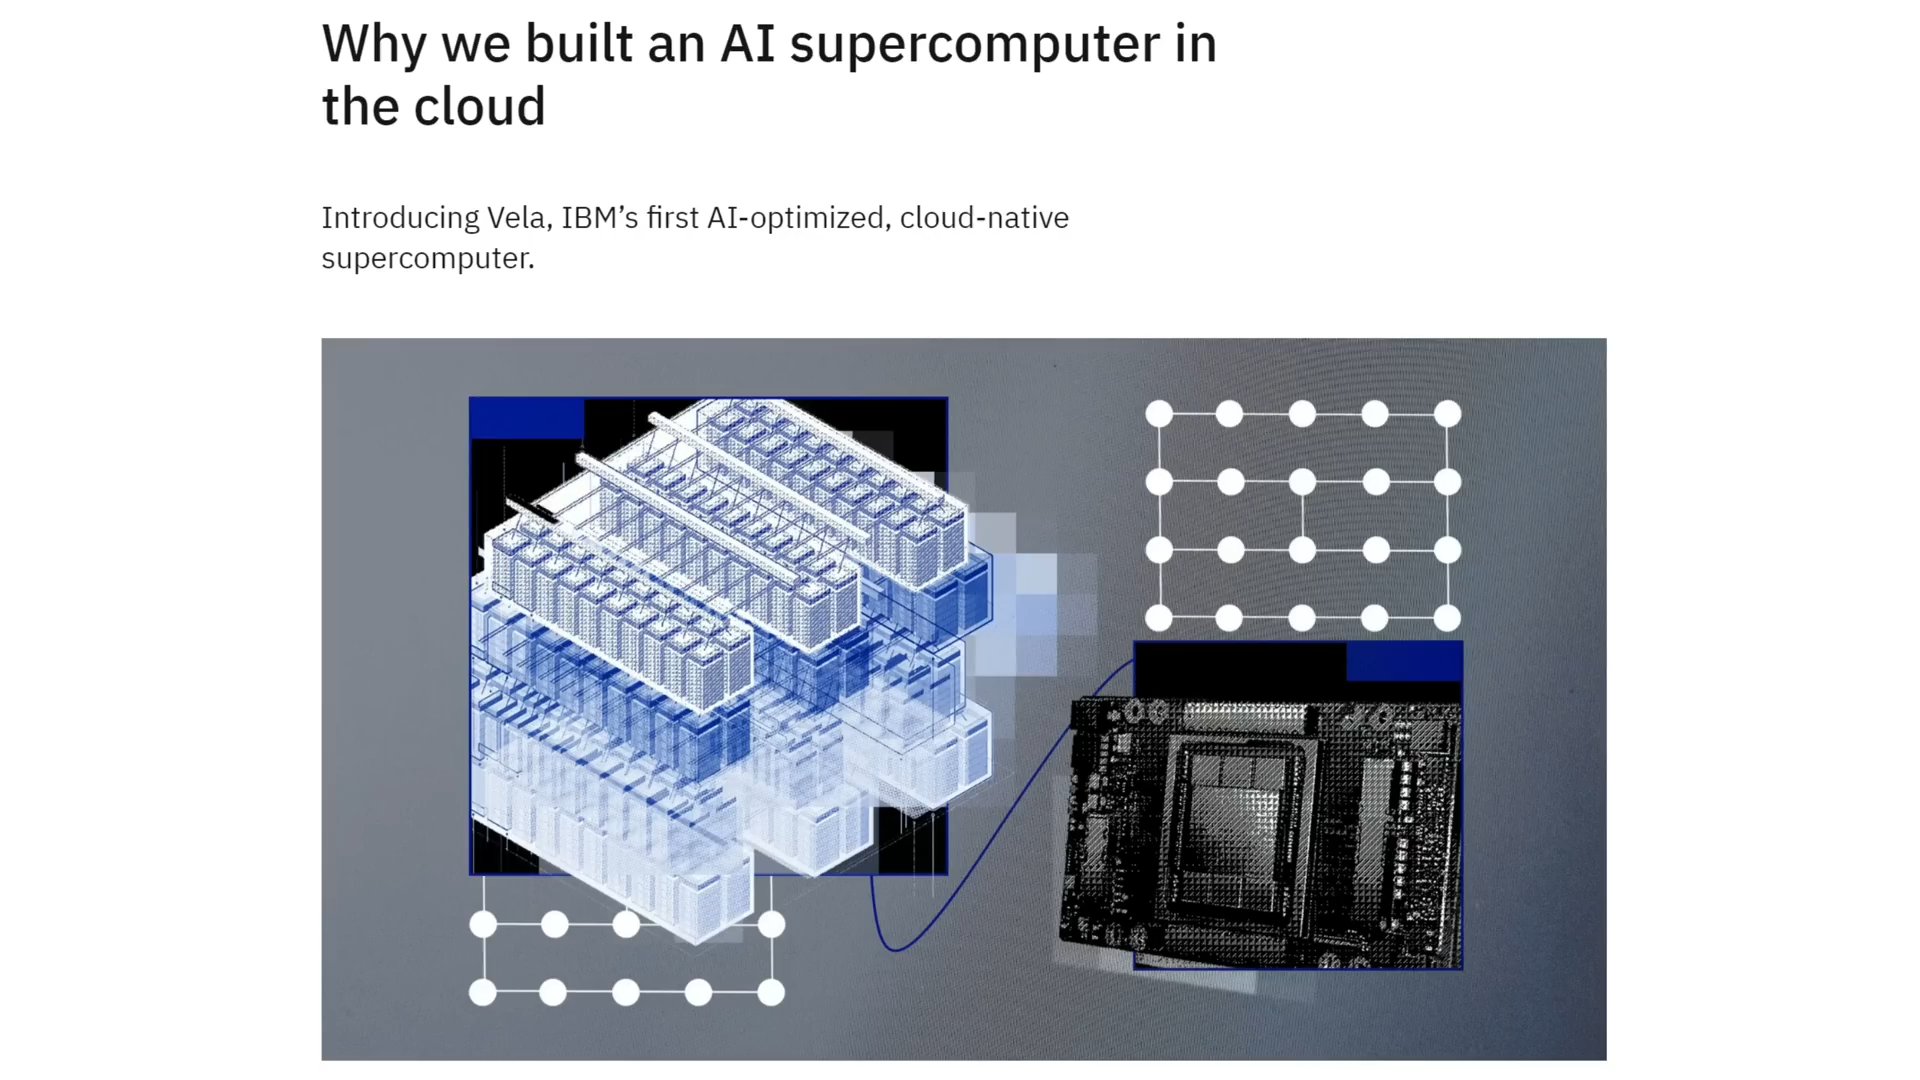 Why we built an AI supercomputer in
the cloud
Introducing Vela, IBM’s first AI-optimized, cloud-native
supercomputer.